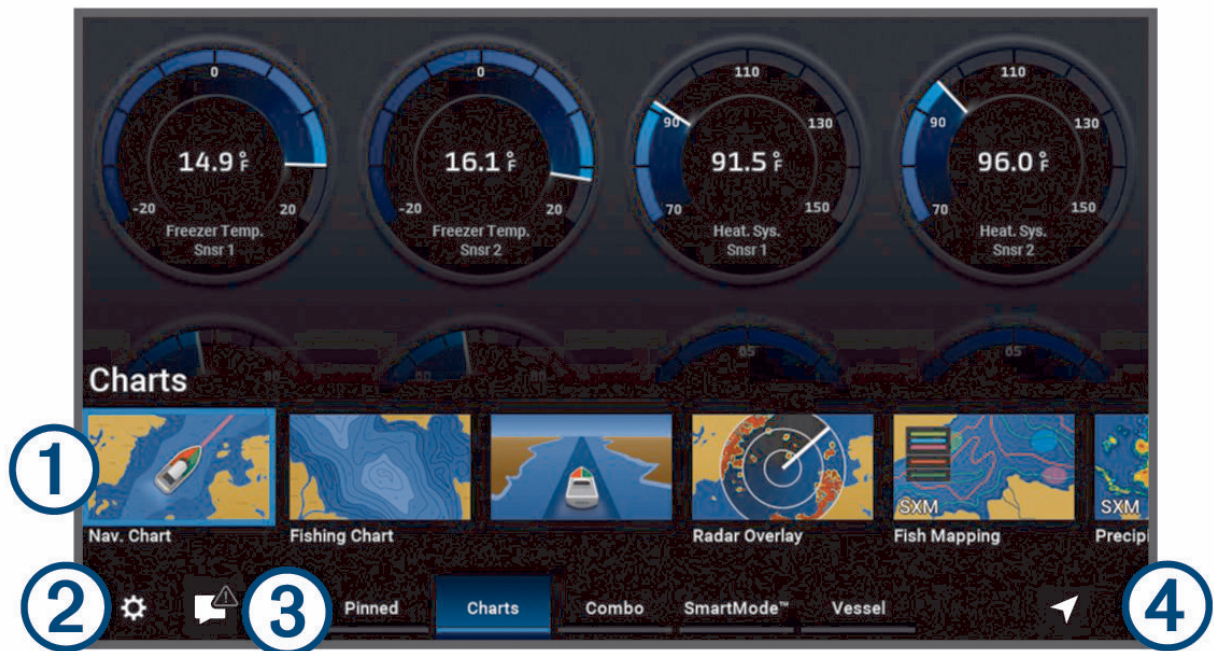 0
0
110
110
90
130
90
130
14.9 °F
16.1 °F
91.5 °F
96.0 °F
-20
20
-20
20
70
150
70
150
Freezer Temp.
Snsr 1
Freezer Temp.
Snsr 2
Heat. Sys.
Snsr 1
Heat. Sys.
Snsr 2
65
65
Charts
1
SXM
SXM
Nav. Chart
Fishing Chart
Radar Overlay
Fish Mapping
Precipi
2
3
Pinned
Charts
Combo
SmartMode™
Vessel
4